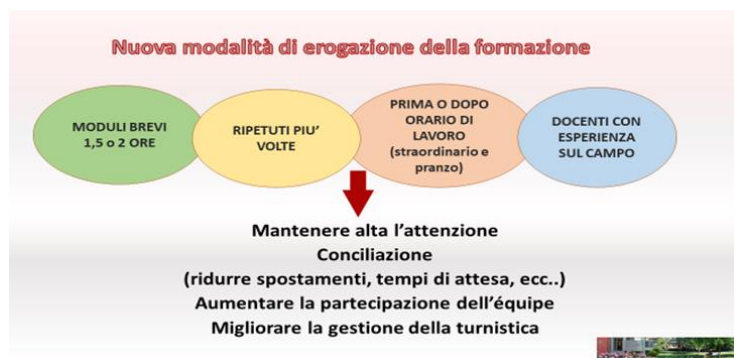 Nuova modalità di erogazione della formazione
MODULI BREVI
1,5 o 2 ORE
RIPETUTI PIU'
VOLTE
PRIMA O DOPO
ORARIO DI
LAVORO
(straordinario e
pranzo)
DOCENTI CON
ESPERIENZA
SUL CAMPO
Mantenere alta l'attenzione
Conciliazione
(ridurre spostamenti, tempi di attesa, ecc..)
Aumentare la partecipazione dell'équipe
Migliorare la gestione della turnistica